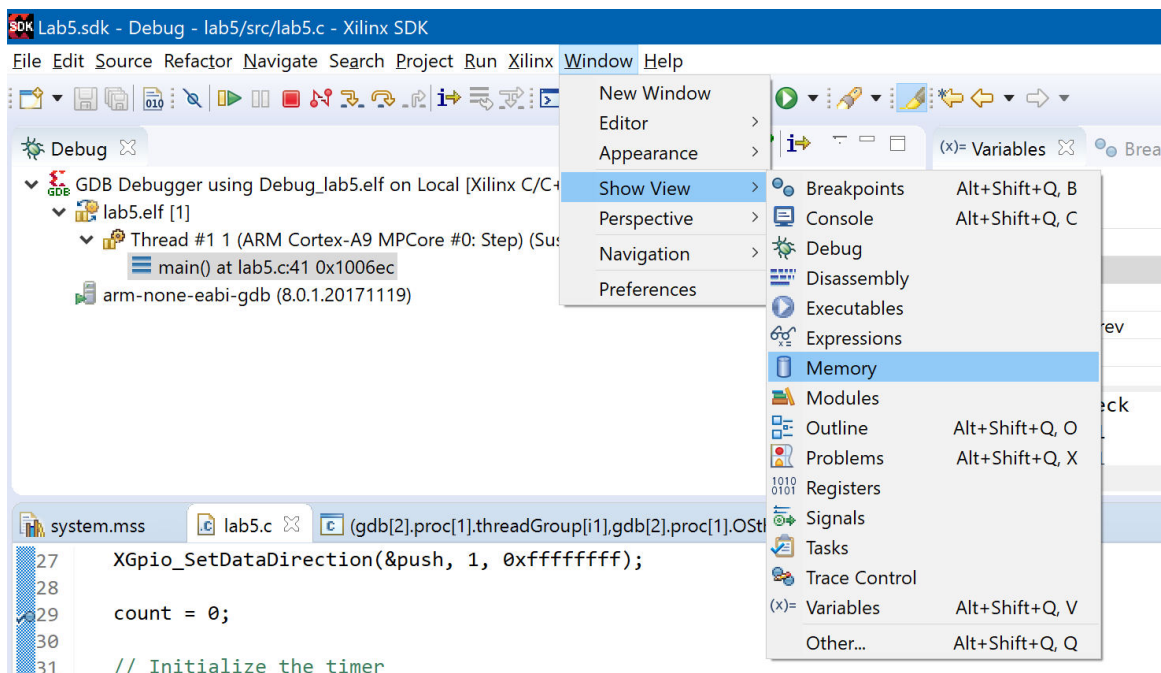 SDK Lab5.sdk - Debug - lab5/src/lab5.c - Xilinx SDK
File Edit Source Refactor Navigate Search Project Run Xilinx Window Help
010
New Window
Editor
Appearance
Show View
Perspective
Navigation
Preferences
Debug
GDB
GDB Debugger using Debug_lab5.elf on Local [Xilinx C/C+
lab5.elf [1]
Thread #1 1 (ARM Cortex-A9 MPCore #0: Step) (Sus
main() at lab5.c:41 0x1006ec
arm-none-eabi-gdb (8.0.1.20171119)
(x)= Variables Brea
Breakpoints Alt+Shift+Q, B
Console Alt+Shift+Q, C
Debug
Disassembly
Executables
Expressions
Memory
Modules
Outline Alt+Shift+Q, O
Problems Alt+Shift+Q, X
1010
0101 Registers
Signals
Tasks
Trace Control
(x)= Variables Alt+Shift+Q, V
Other... Alt+Shift+Q, Q
rev
eck
system.mss lab5.c (gdb[2].proc[1].threadGroup[i1],gdb[2].proc[1].OSth
27 XGpio_SetDataDirection(&push, 1, 0xffffffff);
28
29 count = 0;
30
31 // Initialize the timer